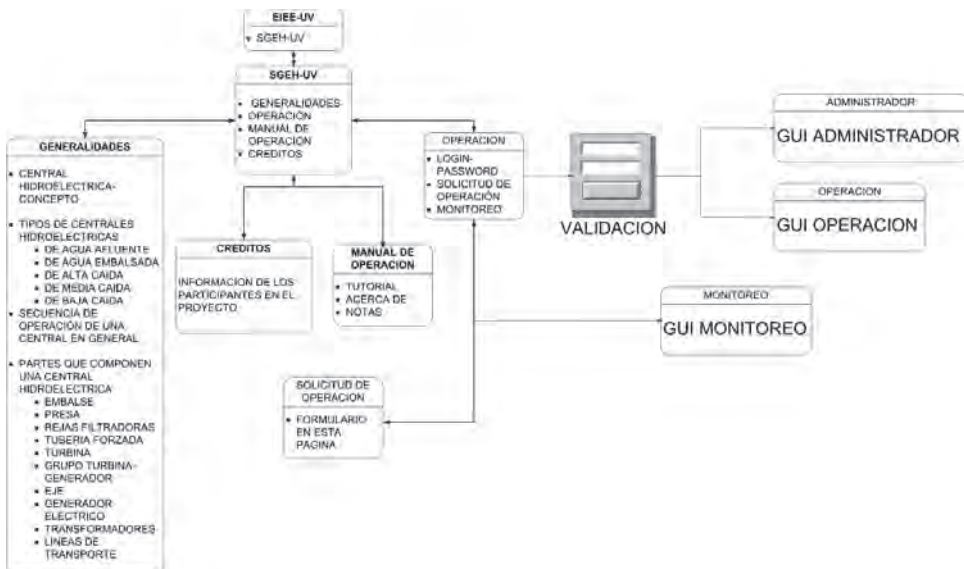 EIEE-UV
SGEH-UV
SGEH-UV
GENERALIDADES
OPERACION
MANUAL DE
OPERACION
CREDITOS
GENERALIDADES
CENTRAL
HIDROELECTRICA-
CONCEPTO
TIPOS DE CENTRALES
HIDROELECTRICAS
DE AGUA AFLUENTE
DE AGUA EMBALSADA
DE ALTA CAIDA
DE MEDIA CAIDA
DE BAJA CAIDA
SECUENCIA DE
OPERACIÓN DE UNA
CENTRAL EN GENERAL
PARTES QUE COMPONEN
UNA CENTRAL
HIDROELECTRICA
EMBALSE
PRESA
REJAS FILTRADORAS
TUBERIA FORZADA
TURBINA
GRUPO TURBINA-
GENERADOR
EJE
GENERADOR
ELECTRICO
TRANSFORMADORES
LINEAS DE
TRANSPORTE
CREDITOS
INFORMACION DE LOS
PARTICIPANTES EN EL
PROYECTO
MANUAL DE
OPERACION
TUTORIAL
ACERCA DE
NOTAS
OPERACION
LOGIN-
PASSWORD
SOLICITUD DE
OPERACIÓN
MONITOREO
VALIDACION
ADMINISTRADOR
GUI ADMINISTRADOR
OPERACION
GUI OPERACION
MONITOREO
GUI MONITOREO
SOLICITUD DE
OPERACION
FORMULARIO
EN ESTA
PAGINA